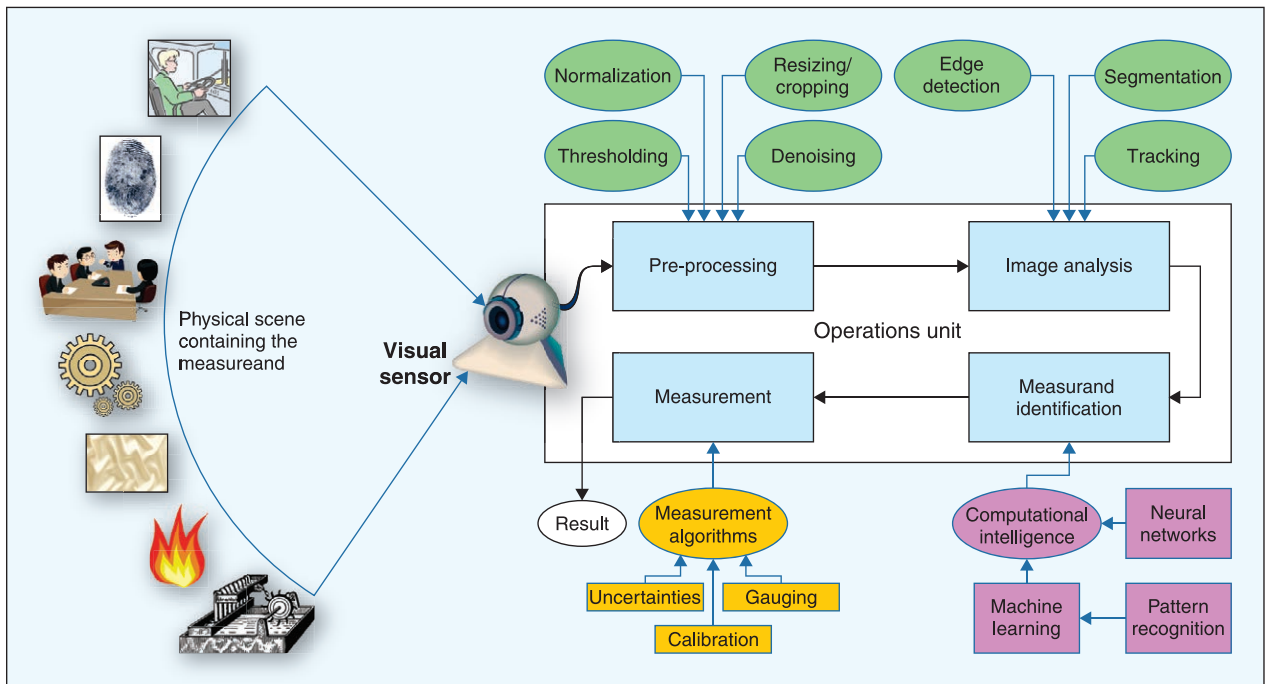 Normalization
Resizing/
cropping
Edge
detection
Segmentation
Thresholding
Denoising
Tracking
Pre-processing
Image analysis
Physical scene
containing the
measureand
Visual
sensor
Operations unit
Measurement
Measurand
identification
Result
Measurement
algorithms
Computational
intelligence
Neural
networks
Uncertainties
Gauging
Calibration
Machine
learning
Pattern
recognition